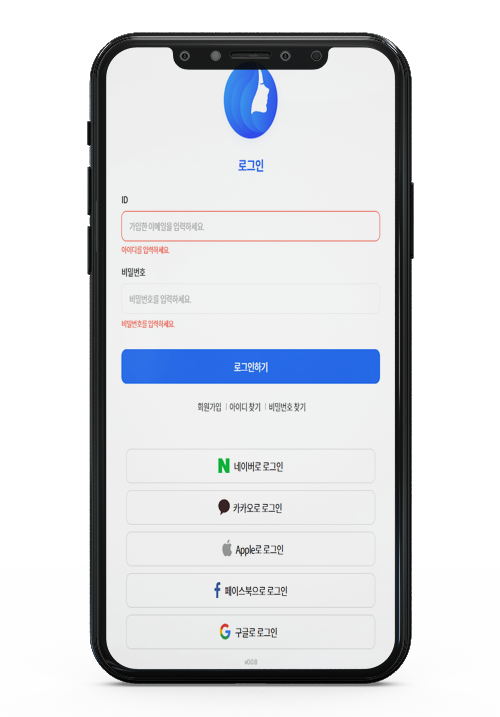 로그인
ID
가입한 이메일을 입력하세요.
아이디를 입력하세요.
비밀번호
비밀번호를 입력하세요.
비밀번호를 입력하세요.
로그인하기
회원가입 | 아이디 찾기 | 비밀번호 찾기
네이버로 로그인
카카오로 로그인
Apple로 로그인
페이스북으로 로그인
구글로 로그인